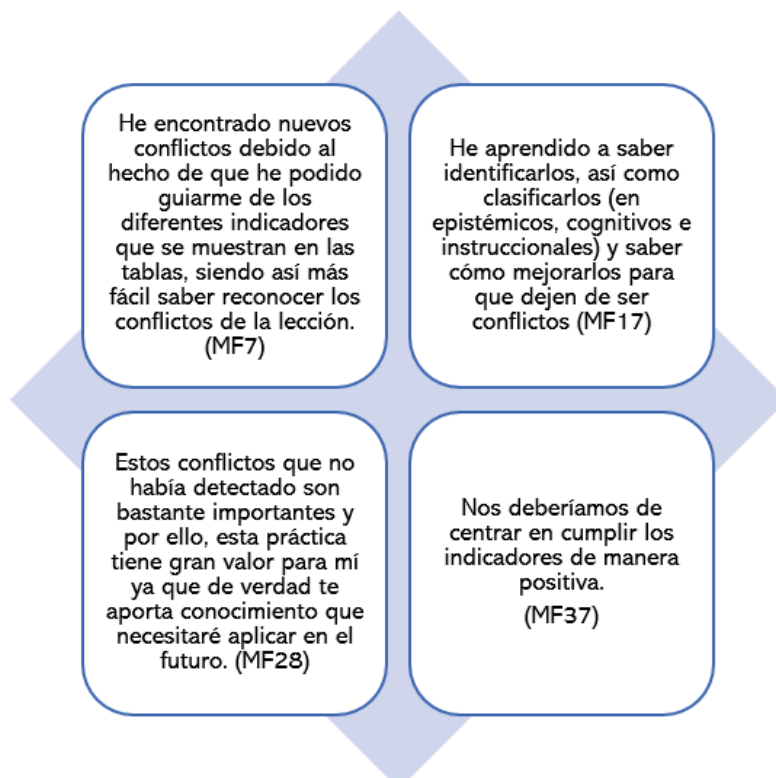 He encontrado nuevos
conflictos debido al
hecho de que he podido
guiarme de los
diferentes indicadores
que se muestran en las
tablas, siendo así más
fácil saber reconocer los
conflictos de la lección.
(MF7)
He aprendido a saber
identificarlos, así como
clasificarlos (en
epistémicos, cognitivos e
instruccionales) y saber
cómo mejorarlos para
que dejen de ser
conflictos (MF17)
Estos conflictos que no
había detectado son
bastante importantes y
por ello, esta práctica
tiene gran valor para mí
ya que de verdad te
aporta conocimiento que
necesitaré aplicar en el
futuro. (MF28)
Nos deberíamos de
centrar en cumplir los
indicadores de manera
positiva.
(MF37)